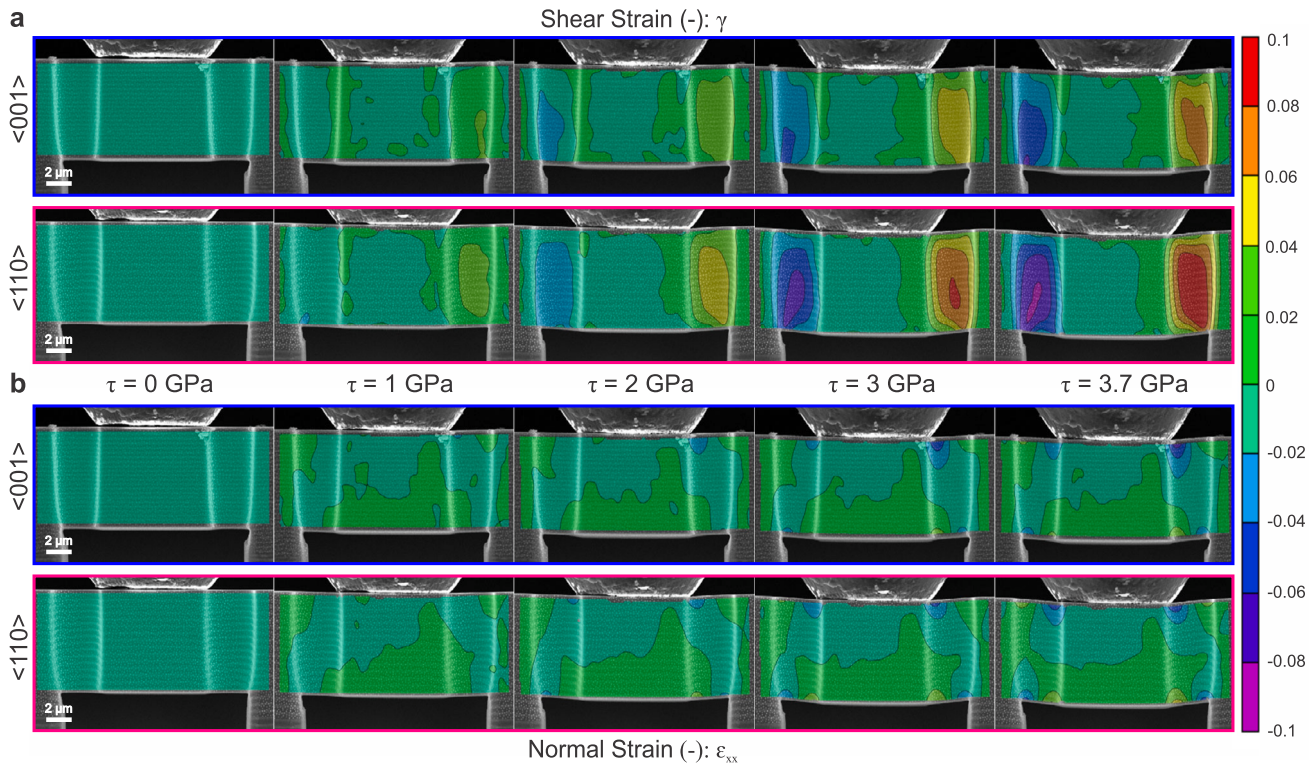 a
Shear Strain (-): γ
<001>
2 μm
<110>
2 μm
b
τ = 0 GPa τ = 1 GPa τ = 2 GPa τ = 3 GPa τ = 3.7 GPa
<001>
2 μm
<110>
2 μm
Normal Strain (-): εxx
0.1
0.08
0.06
0.04
0.02
0
-0.02
-0.04
-0.06
-0.08
-0.1